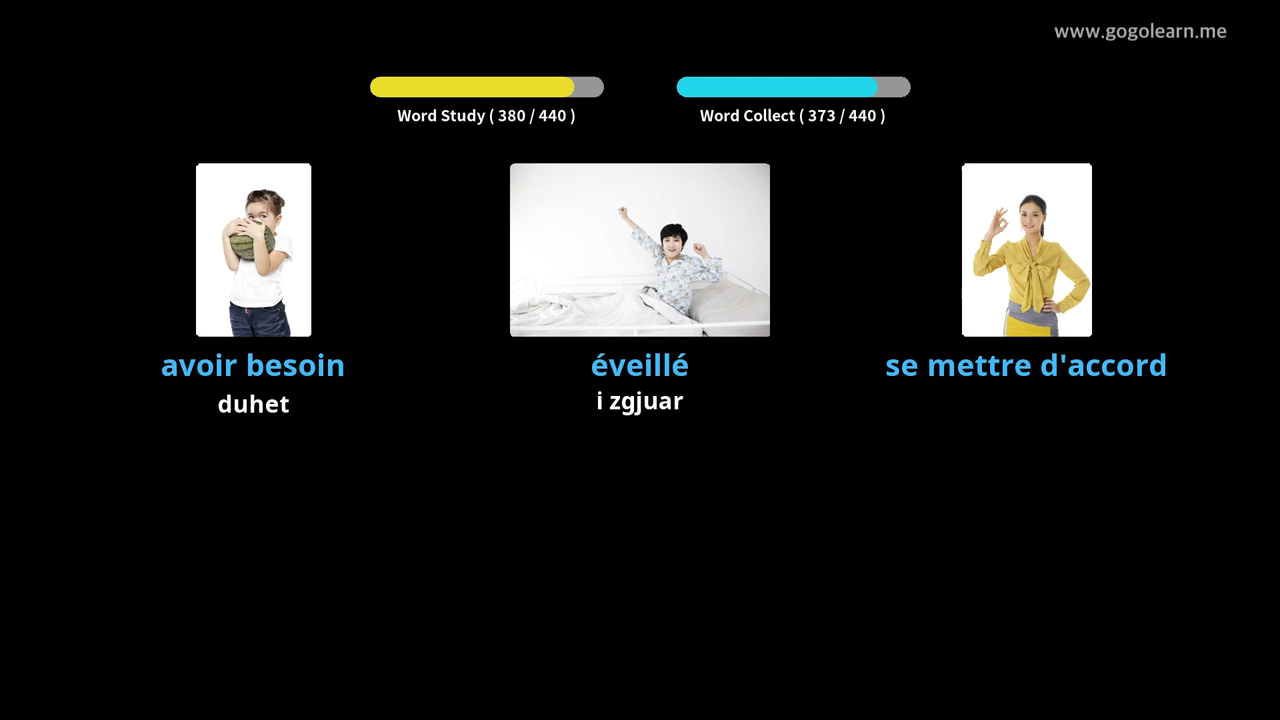 www.gogolearn.me
Word Study ( 380 / 440 )
Word Collect ( 373 / 440 )
avoir besoin
duhet
éveillé
i zgjuar
se mettre d'accord